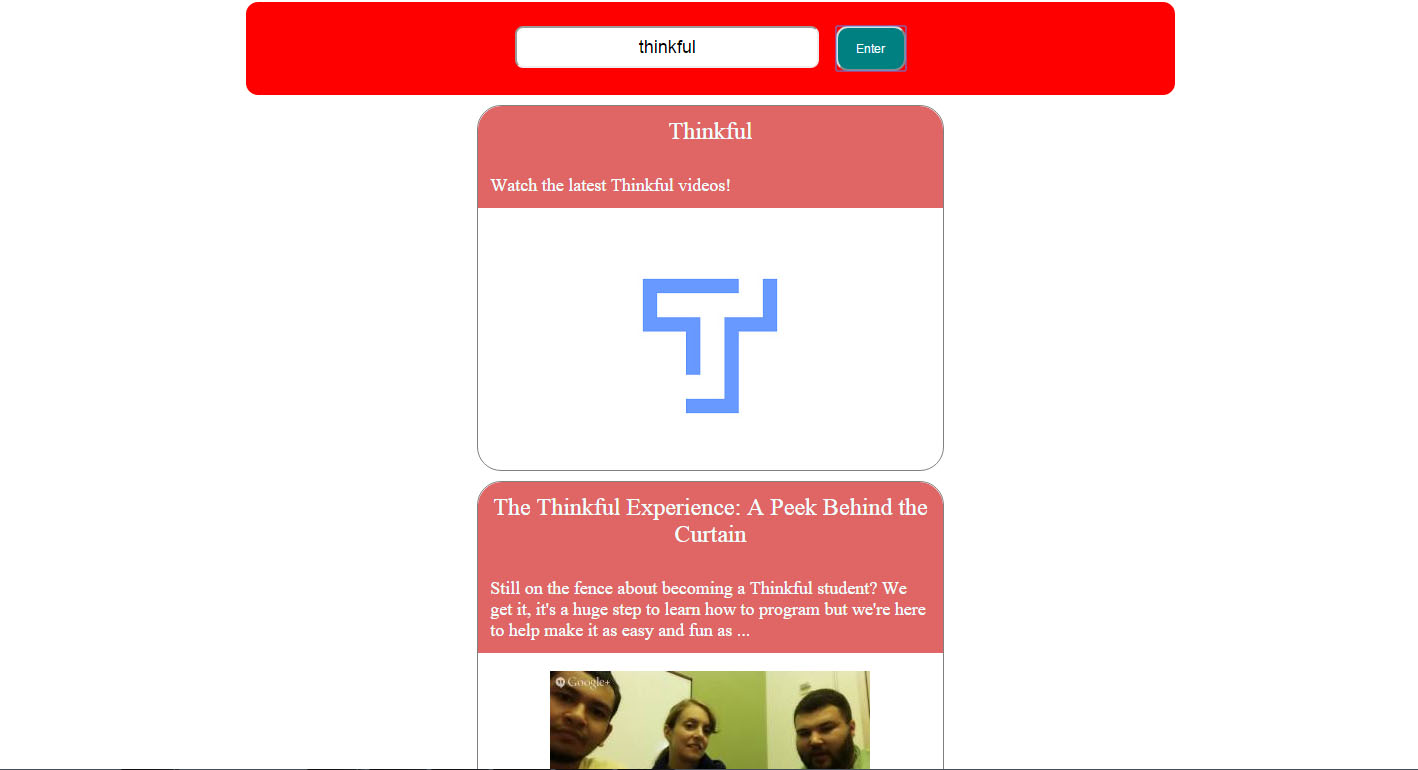 thinkful
Enter
Thinkful
Watch the latest Thinkful videos!
The Thinkful Experience: A Peek Behind the
Curtain
Still on the fence about becoming a Thinkful student? We
get it, it's a huge step to learn how to program but we're here
to help make it as easy and fun as ...
Google+